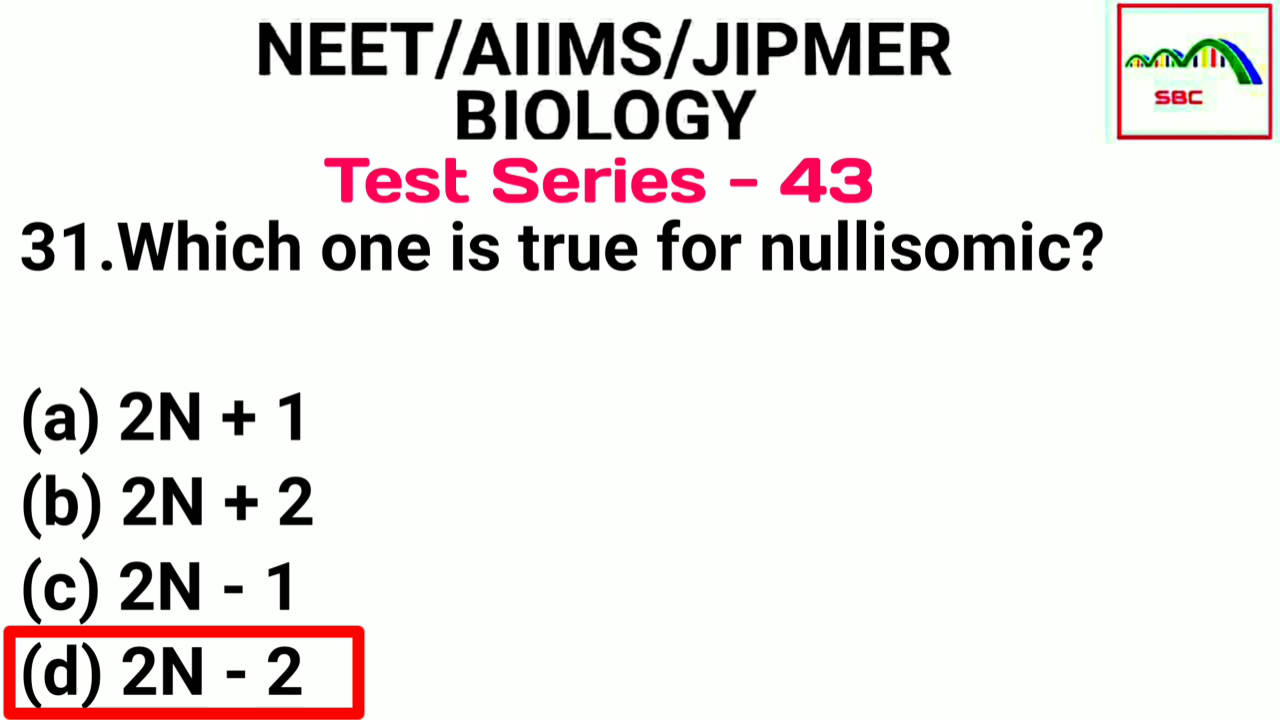 NEET/AIIMS/JIPMER
BIOLOGY
SBC
Test Series - 43
31.Which one is true for nullisomic?
(a) 2N + 1
(b) 2N + 2
(c) 2N - 1
(d) 2N - 2